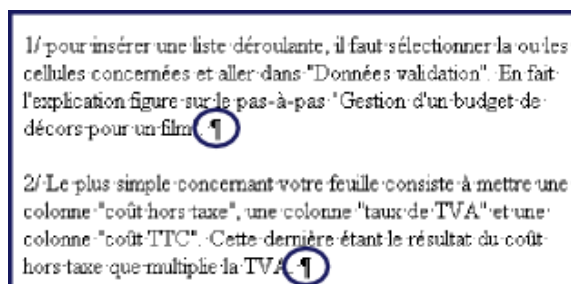 1/ pour insérer une liste déroulante, il faut sélectionner la ou les
cellules concernées et aller dans "Données validation". En fait
l'explication figure sur le pas-à-pas "Gestion d'un budget de
décors pour un film". ¶
2/ Le plus simple concernant votre feuille consiste à mettre une
colonne "coût hors taxe", une colonne "taux de TVA" et une
colonne "coût TTC". Cette dernière étant le résultat du coût
hors taxe que multiplie la TVA. ¶